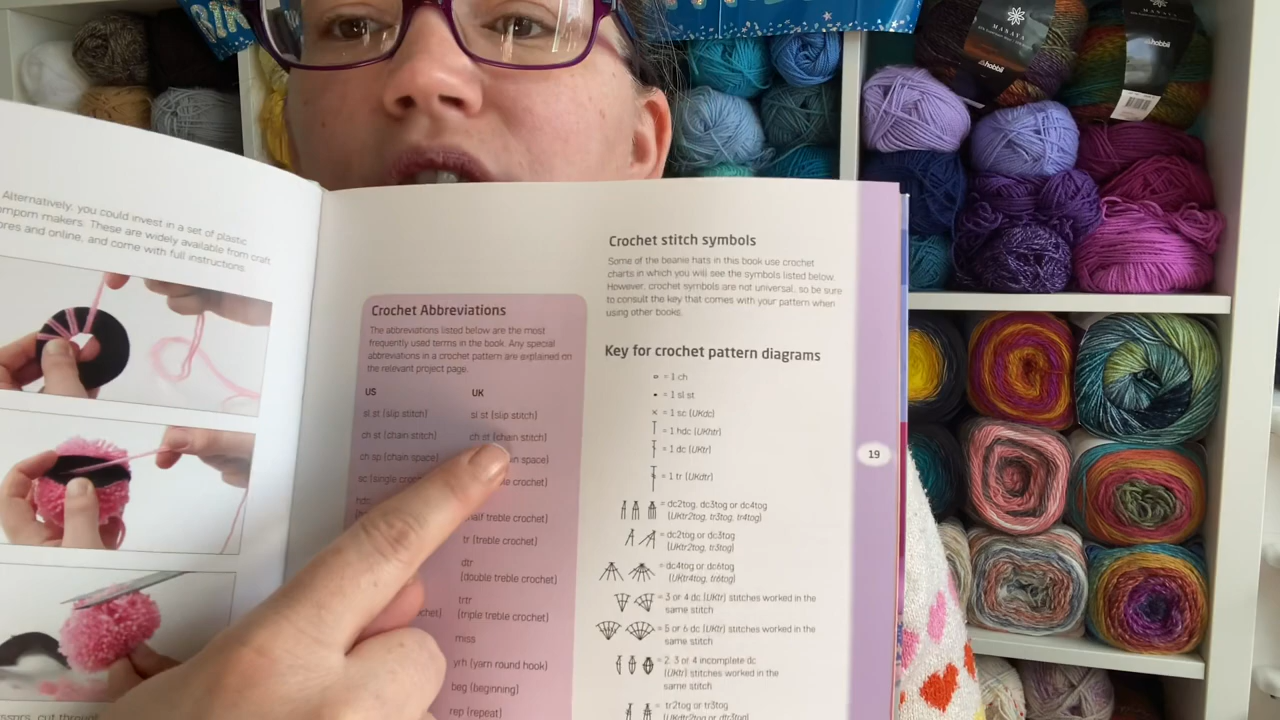 Alternatively, you could invest in a set of plastic
ompom makers. These are widely available from craft
ores and online, and come with full instructions.
Crochet Abbreviations
The abbreviations listed below are the most
frequently used terms in the book. Any special
abbreviations in a crochet pattern are explained on
the relevant project page.
US UK
sl st (slip stitch) sl st (slip stitch)
ch st (chain stitch) ch st (chain stitch)
ch sp (chain space) in space)
sc (single le crochet)
hdc half treble crochet)
tr (treble crochet)
dtr
(double treble crochet)
trtr
ochet) (triple treble crochet)
miss
yrh (yarn round hook)
beg (beginning)
rep (repeat)
Crochet stitch symbols
Some of the beanie hats in this book use crochet
charts in which you will see the symbols listed below.
However, crochet symbols are not universal, so be sure
to consult the key that comes with your pattern when
using other books.
Key for crochet pattern diagrams
= 1 ch
= 1 sl st
= 1 sc (UKdc)
= 1 hdc (UKhtr)
= 1 dc (UKtr)
= 1 tr (UKdtr)
= dc2tog, dc3tog or dc4tog
(UKtr2tog, tr3tog, tr4tog)
= dc2tog or dc3tog
(UKtr2tog, tr3tog)
= dc4tog or dc6tog
(UKtr4tog, tr6tog)
= 3 or 4 dc (UKtr) stitches worked in the
same stitch
= 5 or 6 dc (UKtr) stitches worked in the
same stitch
= 2, 3 or 4 incomplete dc
(UKtr) stitches worked in the
same stitch
= tr2tog or tr3tog
(UKdtr2tog or dtr3tog)
19
hobbii
hobbii